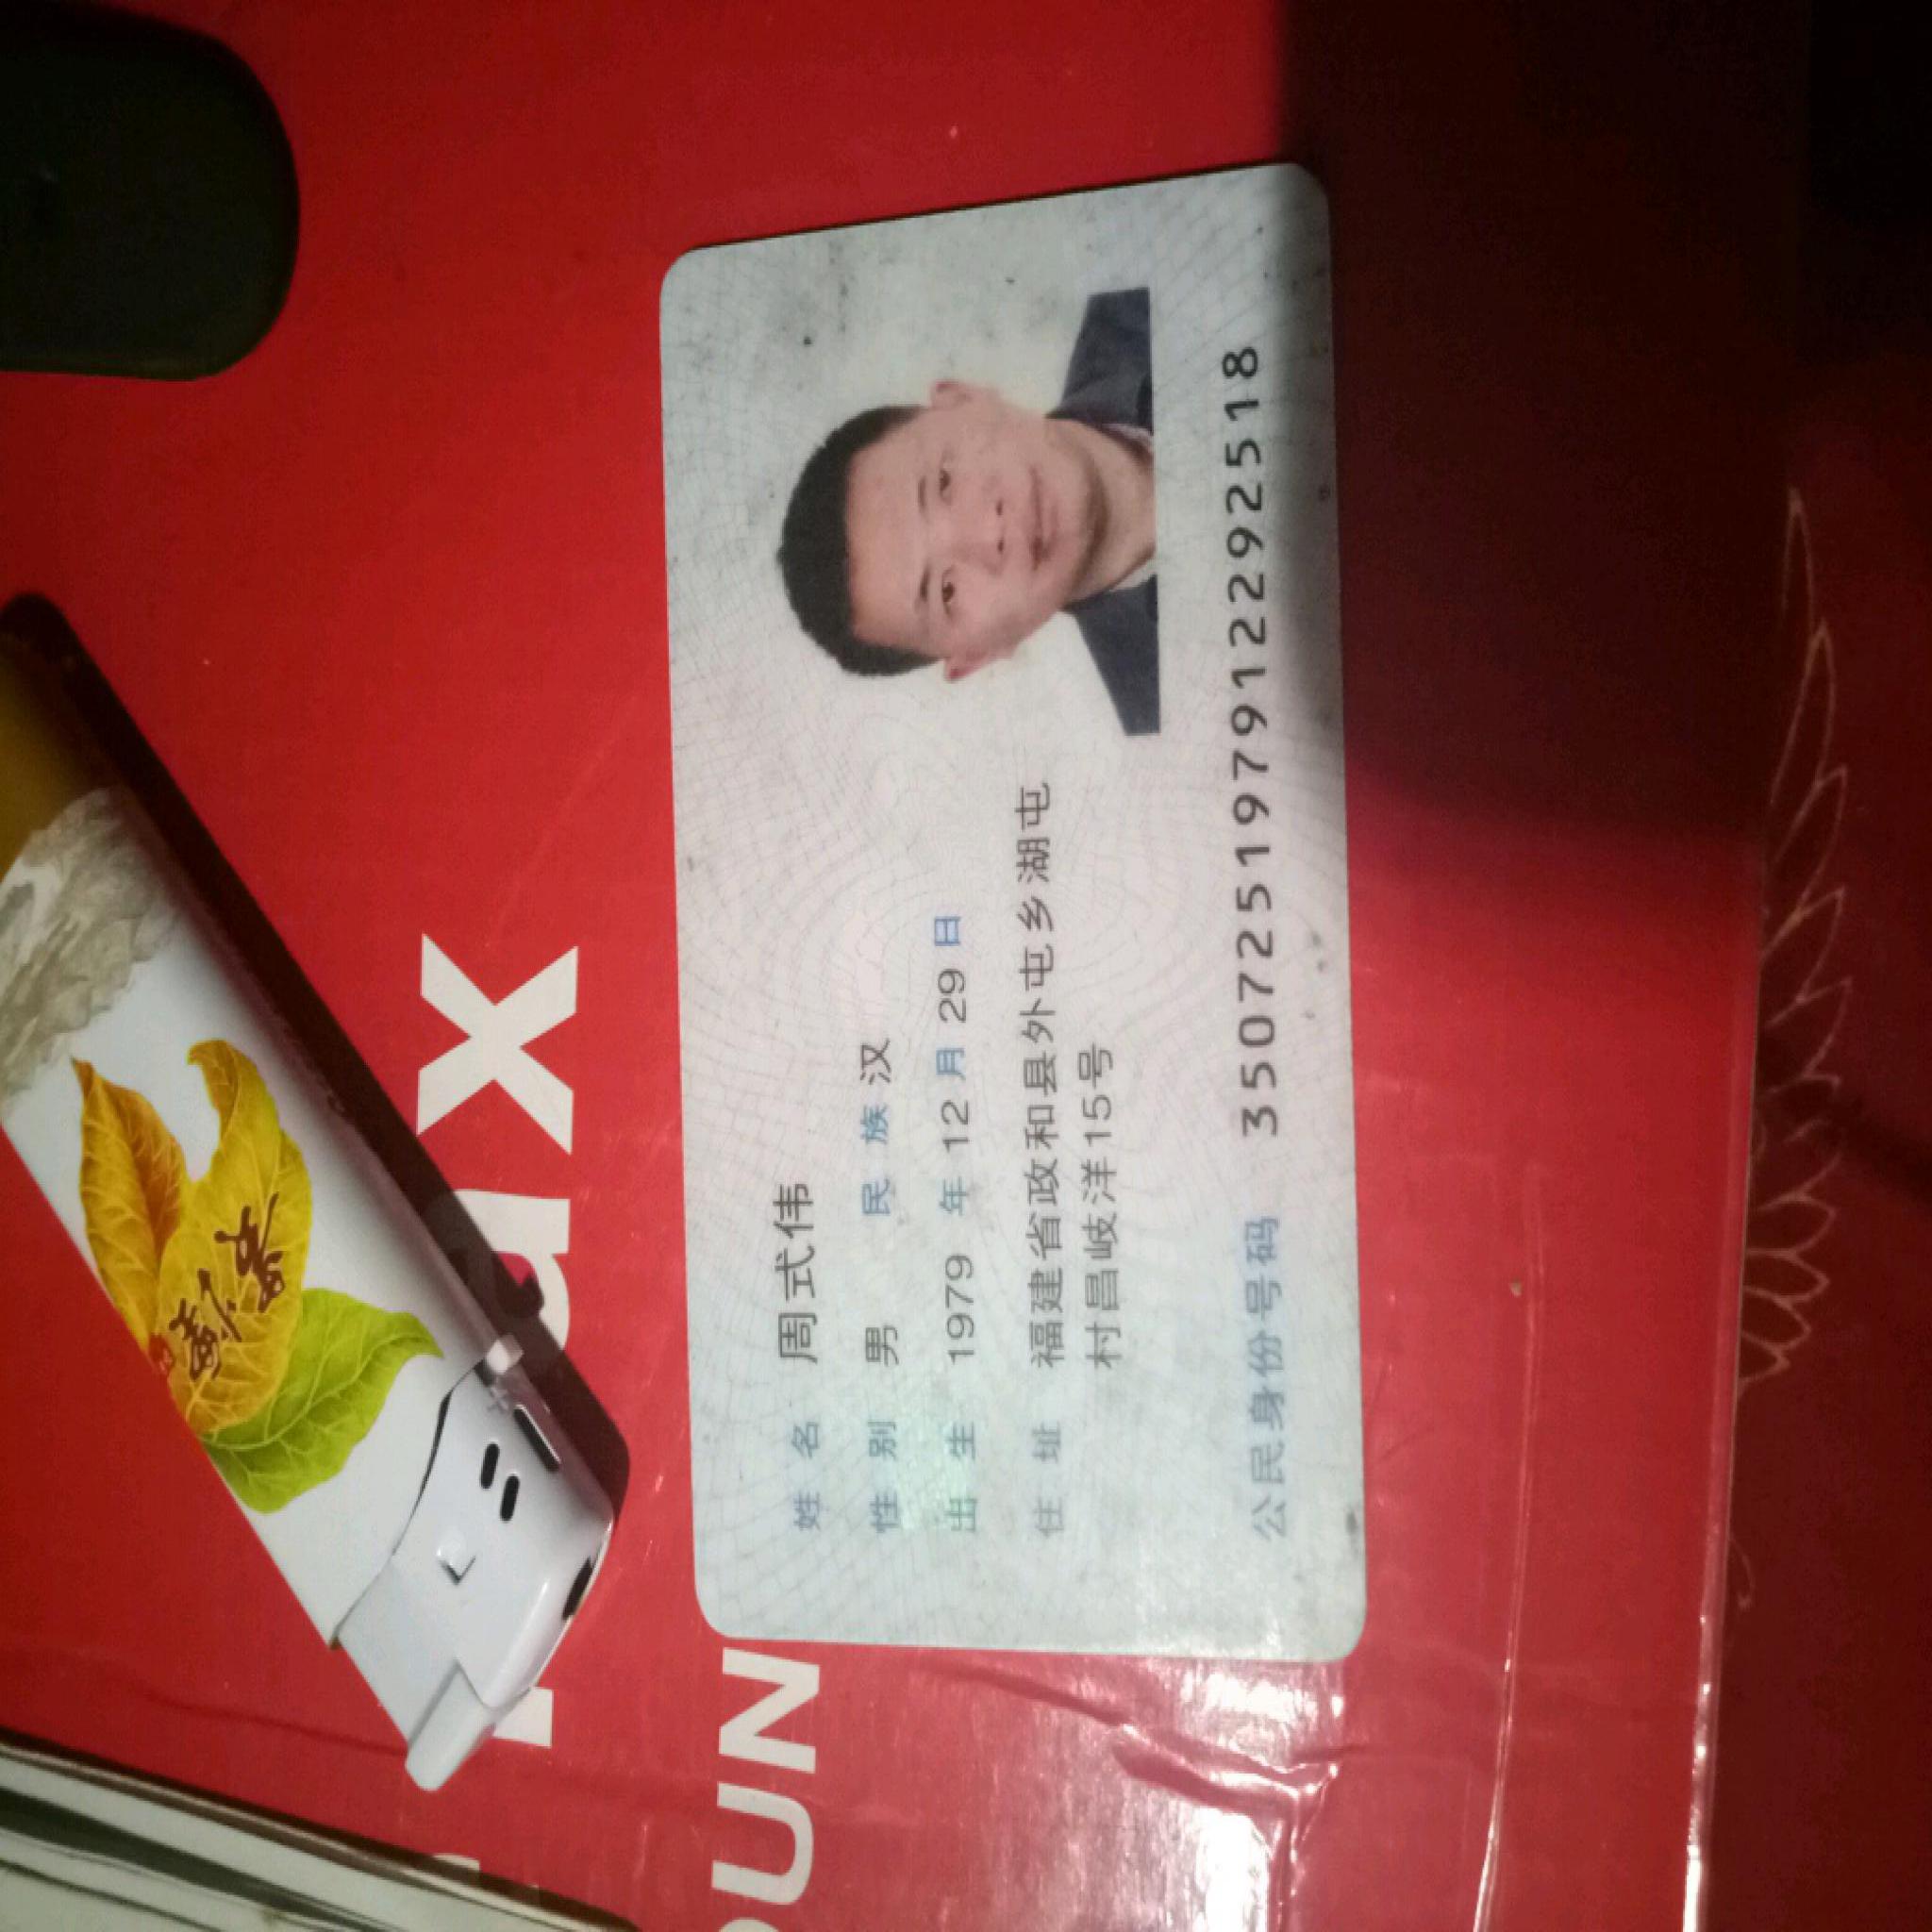 姓名 周式伟
性别 男 民族 汉
出生 1979 年 12 月 29 日
住址 福建省政和县外屯乡湖屯
村昌岐洋15号
公民身份号码 350725197912292518